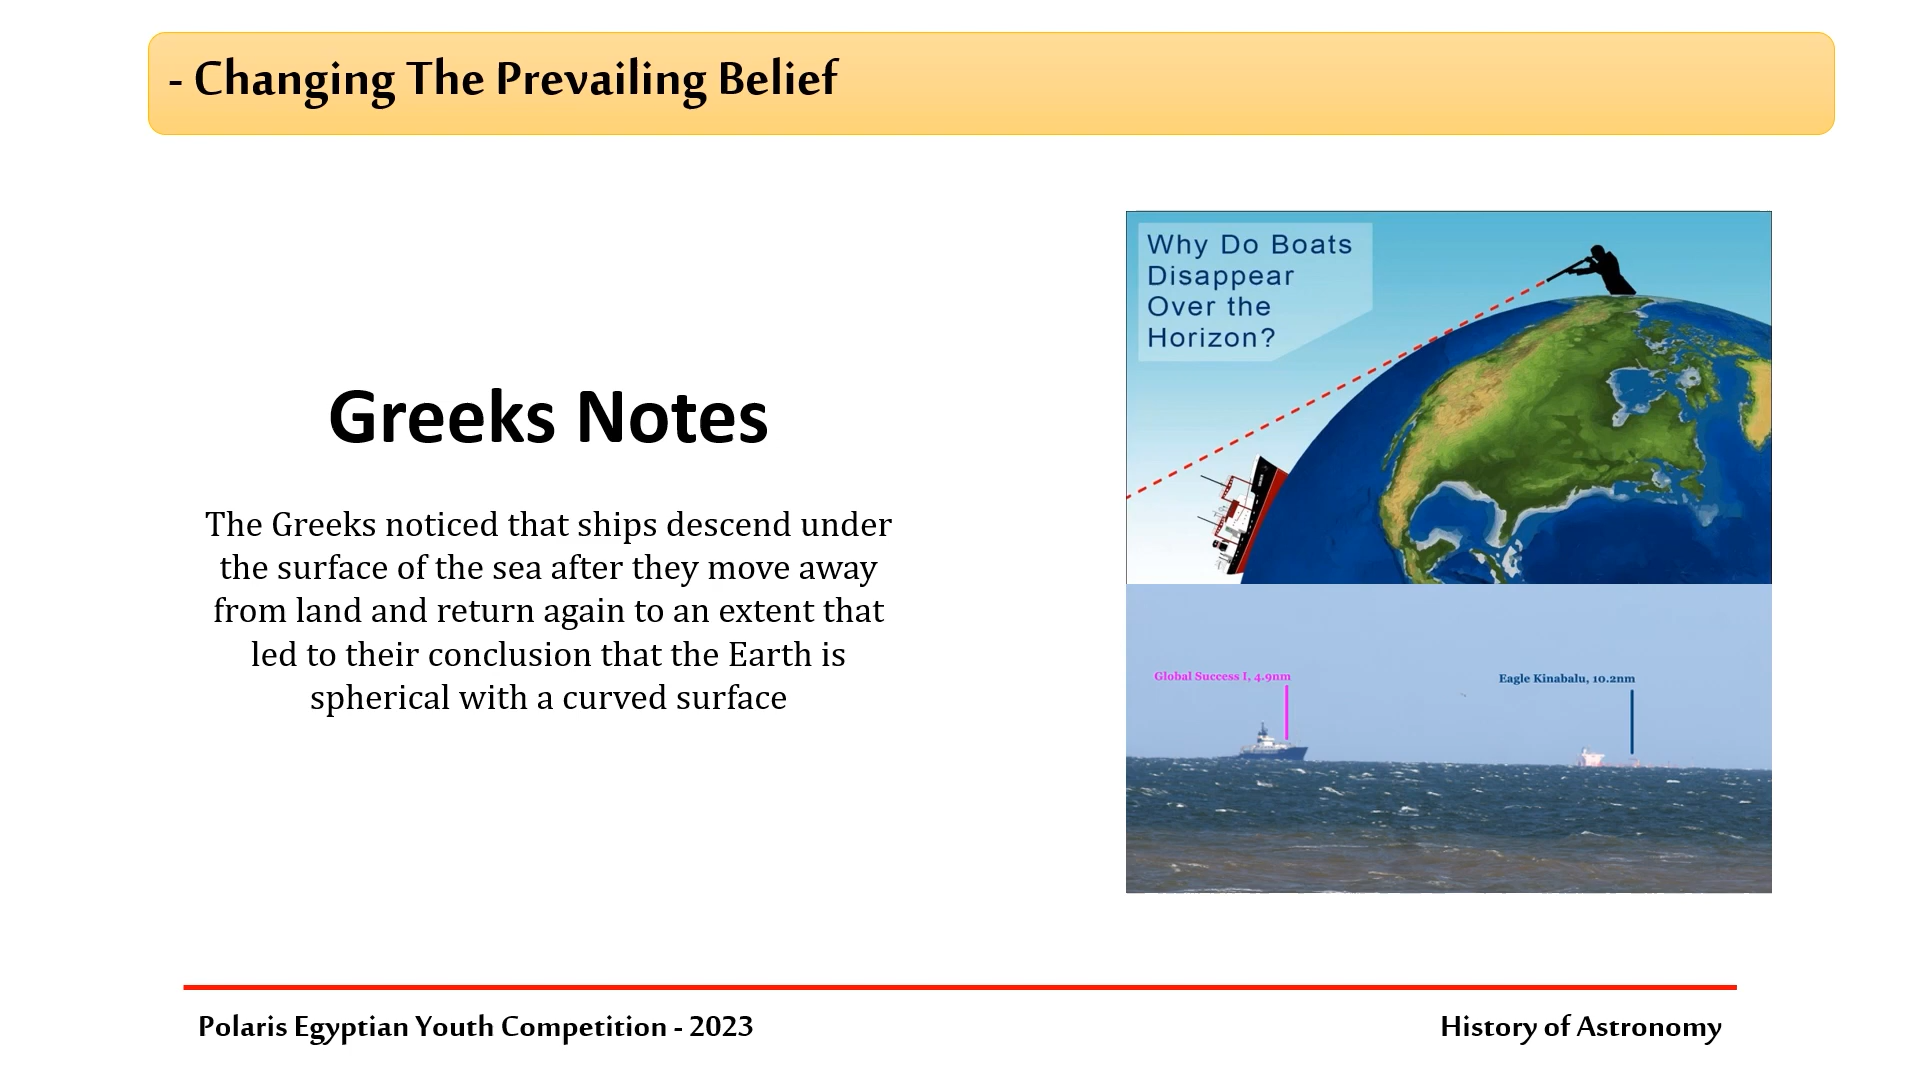 - Changing The Prevailing Belief
Why Do Boats
Disappear
Over the
Horizon?
Greeks Notes
The Greeks noticed that ships descend under
the surface of the sea after they move away
from land and return again to an extent that
led to their conclusion that the Earth is
spherical with a curved surface
Global Success I, 4.9nm
Eagle Kinabalu, 10.2nm
Polaris Egyptian Youth Competition - 2023
History of Astronomy